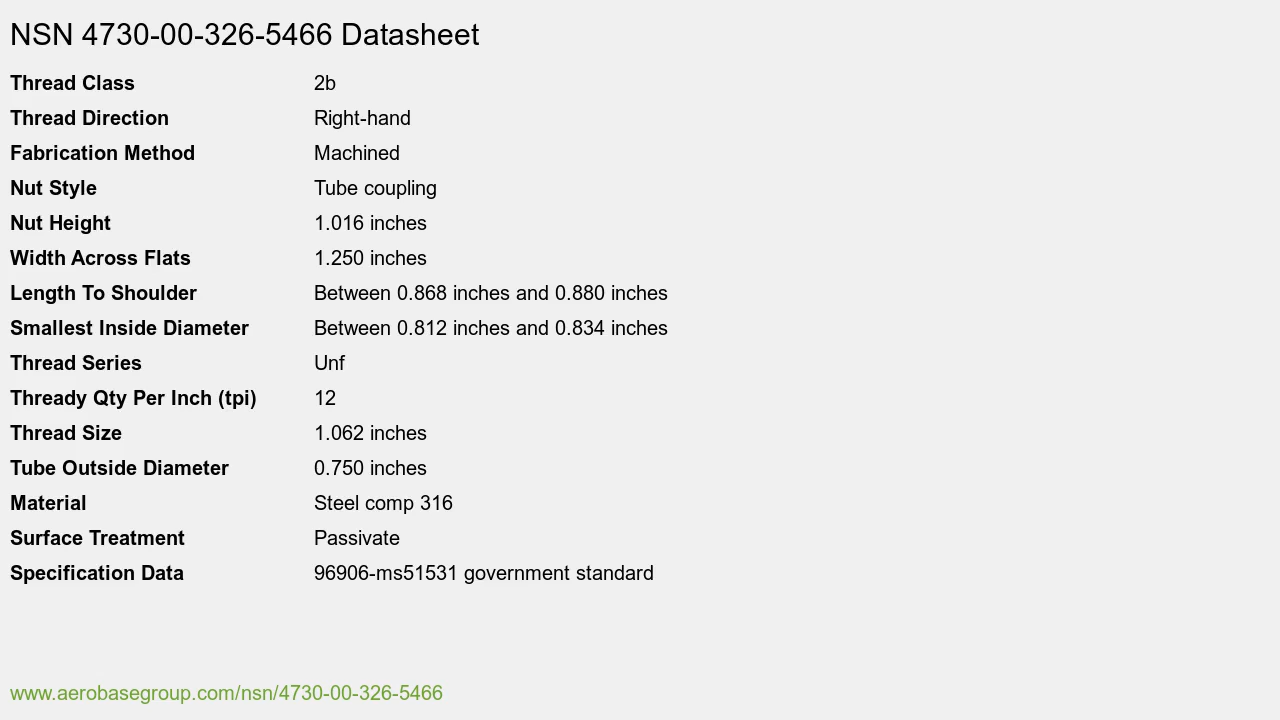 NSN 4730-00-326-5466 Datasheet
Thread Class 2b
Thread Direction Right-hand
Fabrication Method Machined
Nut Style Tube coupling
Nut Height 1.016 inches
Width Across Flats 1.250 inches
Length To Shoulder Between 0.868 inches and 0.880 inches
Smallest Inside Diameter Between 0.812 inches and 0.834 inches
Thread Series Unf
Thready Qty Per Inch (tpi) 12
Thread Size 1.062 inches
Tube Outside Diameter 0.750 inches
Material Steel comp 316
Surface Treatment Passivate
Specification Data 96906-ms51531 government standard
www.aerobasegroup.com/nsn/4730-00-326-5466